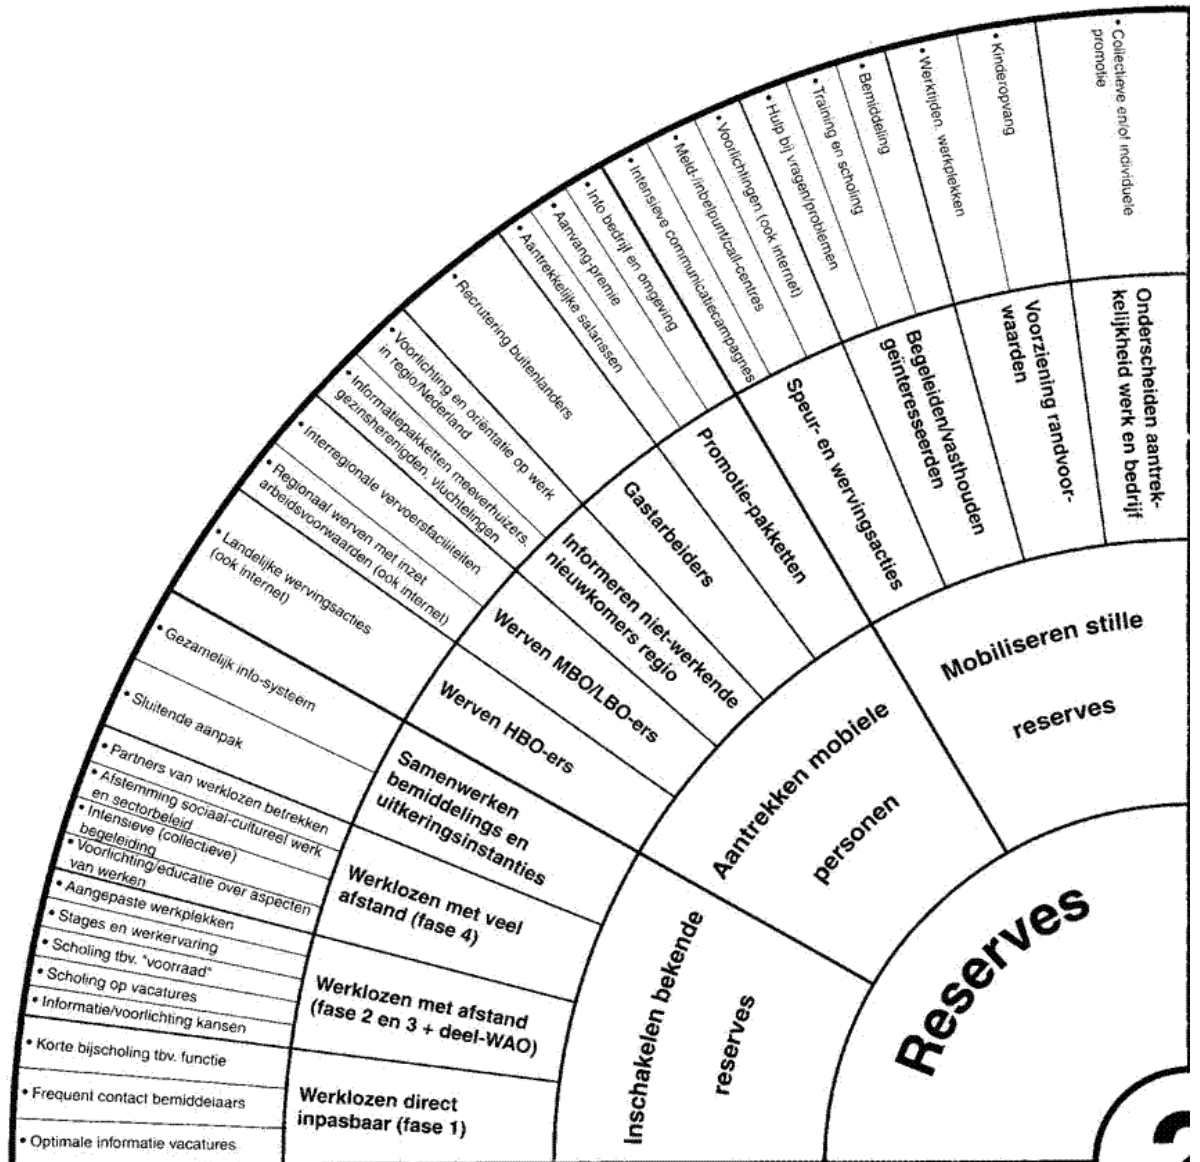 • Collectieve en/of individuele
promotie
• Kinderopvang
• Werktijden, werkplekken
• Bemiddeling
• Training en scholing
• Hulp bij vragen/problemen
• Voorlichtingen (ook internet)
• Meld-/inbelpunt/call-centres
• Intensieve communicatiecampagnes
• Info bedrijf en omgeving
• Aanvang-premie
• Aantrekkelijke salarissen
• Recrutering buitenlanders
• Voorlichting en oriëntatie op werk
in regio/Nederland
• Informatiepakketten meeverhuizers,
gezinsherenigden, vluchtelingen
• Interregionale vervoersfaciliteiten
• Regionaal werven met inzet
arbeidsvoorwaarden (ook internet)
• Landelijke wervingsacties
(ook internet)
• Gezamelijk info-systeem
• Sluitende aanpak
• Partners van werklozen betrekken
• Afstemming sociaal-cultureel werk
en sectorbeleid
• Intensieve (collectieve)
begeleiding
• Voorlichting/educatie over aspecten
van werken
• Aangepaste werkplekken
• Stages en werkervaring
• Scholing tbv. "voorraad"
• Scholing op vacatures
• Informatie/voorlichting kansen
• Korte bijscholing tbv. functie
• Frequent contact bemiddelaars
• Optimale informatie vacatures
Onderscheiden aantrek-
kelijkheid werk en bedrijf
Voorziening randvoor-
waarden
Begeleiden/vasthouden
geinteresseerden
Speur- en wervingsacties
Promotie-pakketten
Gastarbeiders
Informeren niet-werkende
nieuwkomers regio
Werven MBO/LBO-ers
Werven HBO-ers
Samenwerken
bemiddelings en
uitkeringsinstanties
Werklozen met veel
afstand (fase 4)
Werklozen met afstand
(fase 2 en 3 + deel-WAO)
Werklozen direct
inpasbaar (fase 1)
Mobiliseren stille
reserves
Aantrekken mobiele
personen
Inschakelen bekende
reserves
Reserves